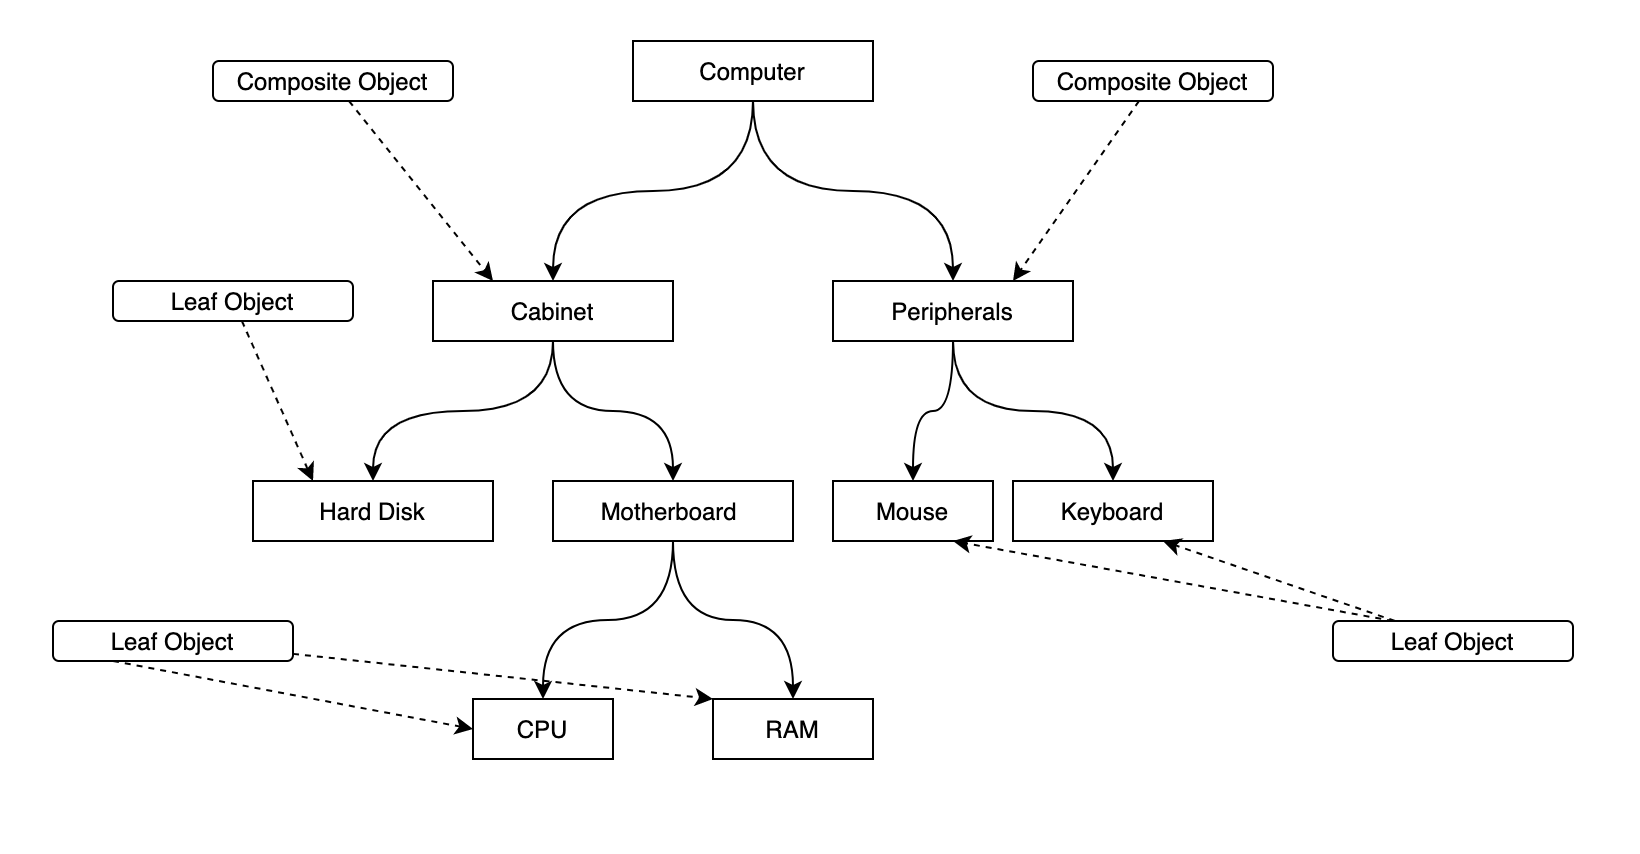 Computer
Composite Object
Composite Object
Leaf Object
Cabinet
Peripherals
Hard Disk
Motherboard
Mouse
Keyboard
Leaf Object
Leaf Object
CPU
RAM